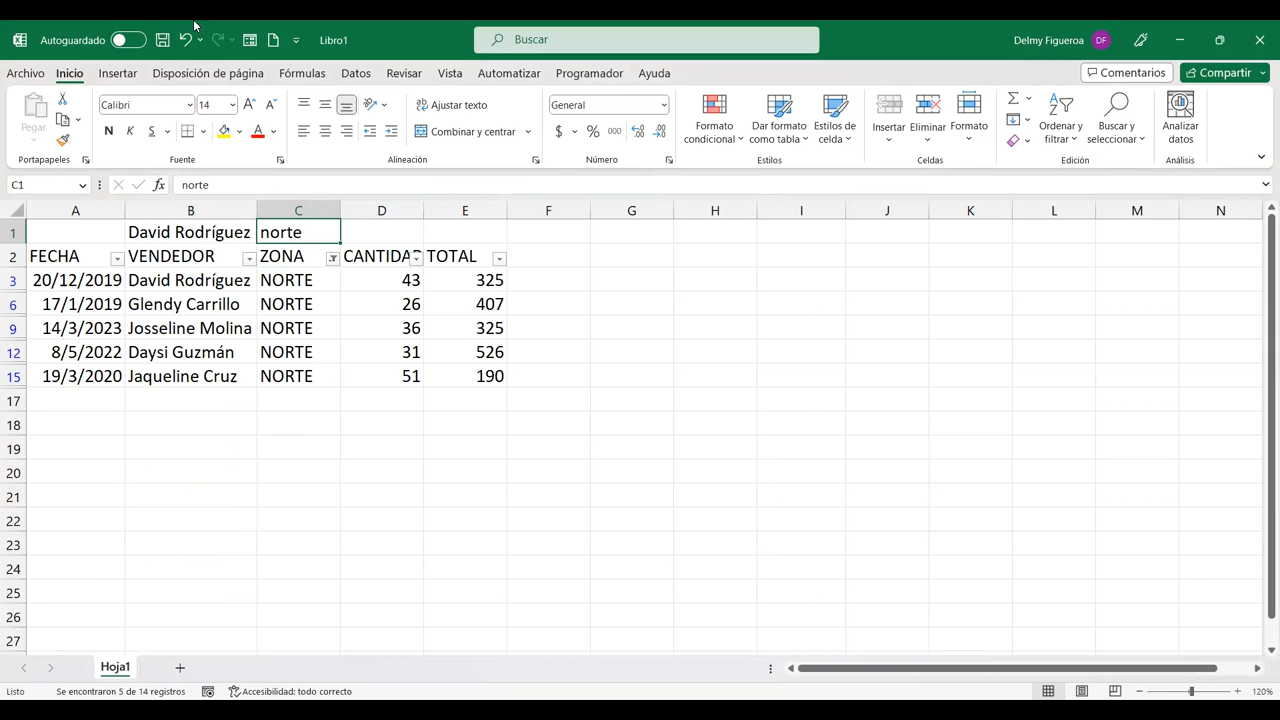 Autoguardado Libro1 Buscar Delmy Figueroa DF
Archivo Inicio Insertar Disposición de página Fórmulas Datos Revisar Vista Automatizar Programador Ayuda Comentarios Compartir
Pegar Calibri 14 Ajustar texto General Formato condicional Dar formato como tabla Estilos de celda Insertar Eliminar Formato Ordenar y filtrar Buscar y seleccionar Analizar datos
N K S A Combinar y centrar $ % 000
Portapapeles Fuente Alineación Número Estilos Celdas Edición Análisis
C1 fx norte
A B C D E F G H I J K L M N
1 David Rodríguez norte
2 FECHA VENDEDOR ZONA CANTIDAD TOTAL
3 20/12/2019 David Rodríguez NORTE 43 325
6 17/1/2019 Glendy Carrillo NORTE 26 407
9 14/3/2023 Josseline Molina NORTE 36 325
12 8/5/2022 Daysi Guzmán NORTE 31 526
15 19/3/2020 Jaqueline Cruz NORTE 51 190
17
18
19
20
21
22
23
24
25
26
27
Hoja1
Listo Se encontraron 5 de 14 registros Accesibilidad: todo correcto 120%